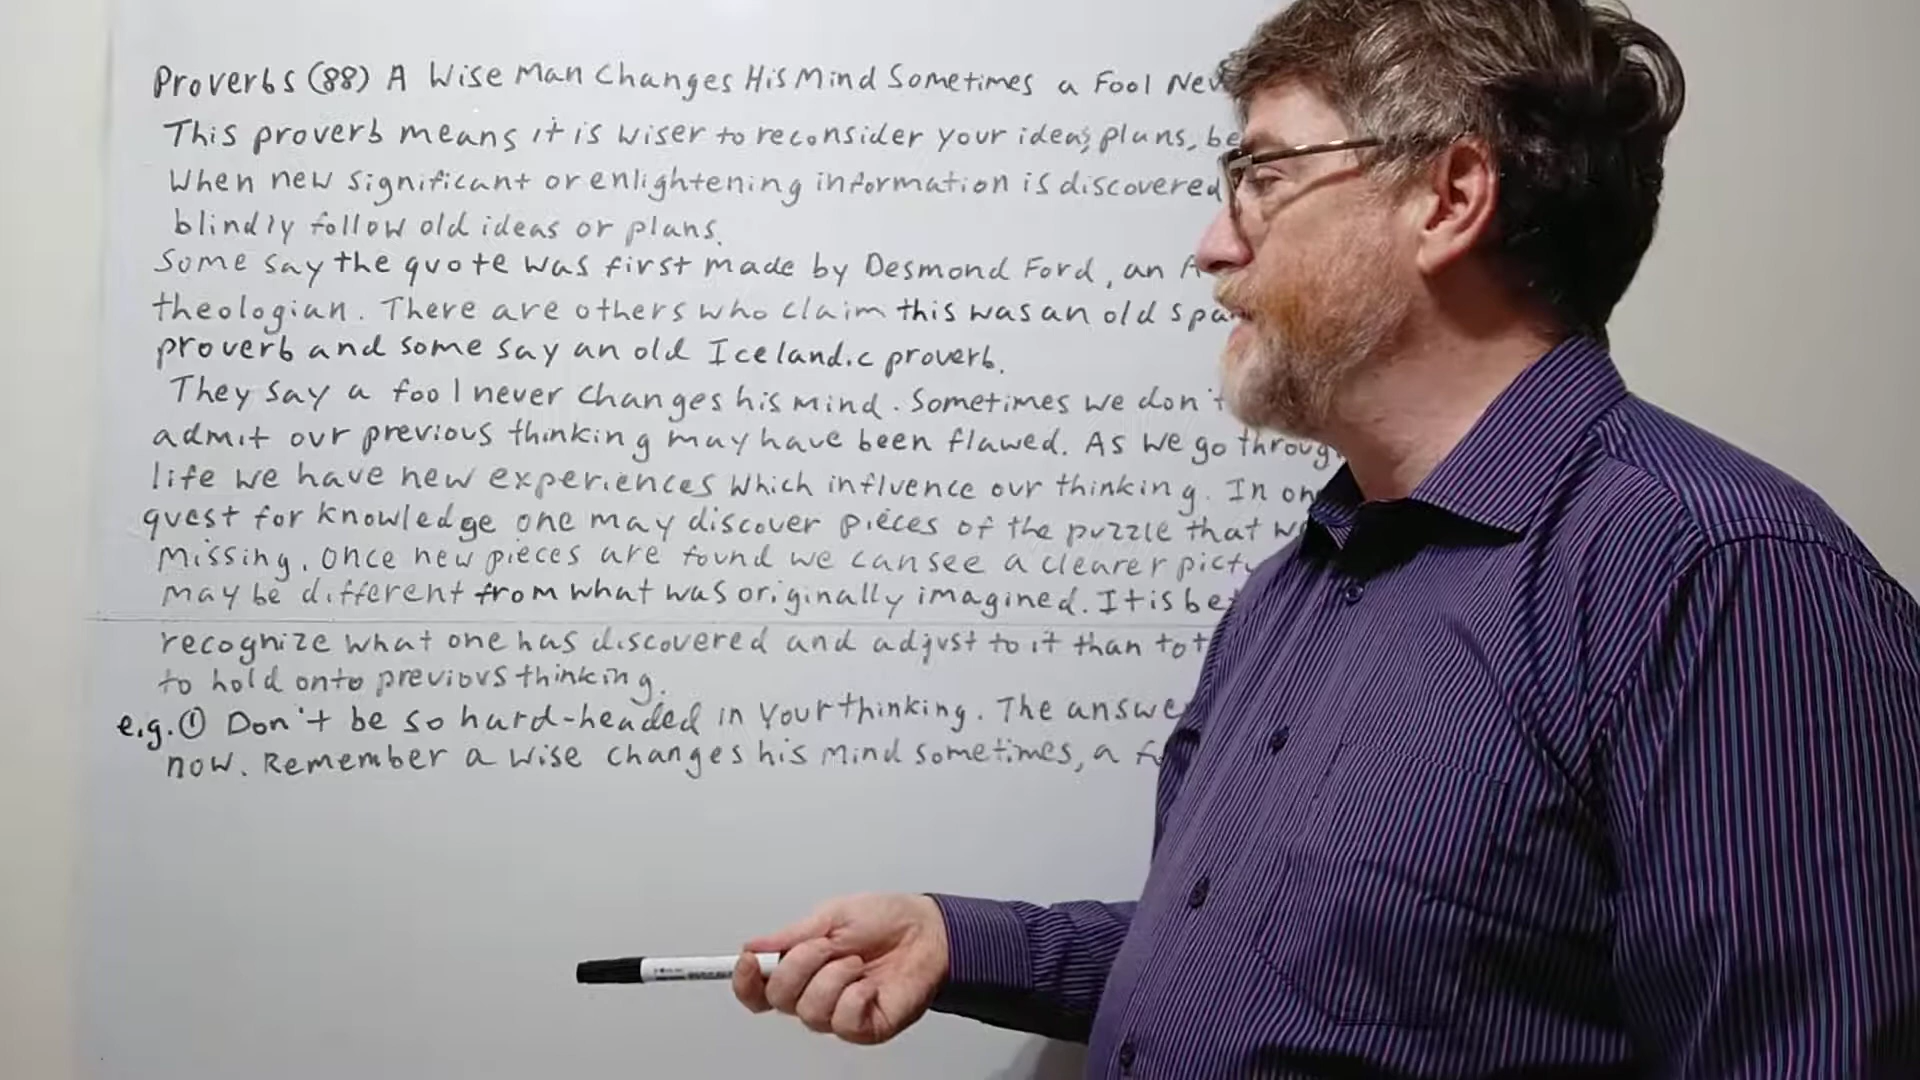 Proverbs (88) A Wise Man Changes His Mind Sometimes a Fool
This proverb means it is wiser to reconsider your ideas, plans,
When new significant or enlightening information is discovered
blindly follow old ideas or plans.
Some say the quote was first made by Desmond Ford, an
theologian. There are others who claim this was an old
proverb and some say an old Icelandic proverb.
They say a fool never changes his mind. Sometimes we don't
admit our previous thinking may have been flawed. As we go
life we have new experiences which influence our thinking. In
quest for knowledge one may discover pieces of the puzzle that
missing. Once new pieces are found we can see a clearer
may be different from what was originally imagined. It is
recognize what one has discovered and adjust to it than to
to hold onto previous thinking.
e.g. ① Don't be so hard-headed in your thinking. The
now. Remember a wise changes his mind sometimes, a